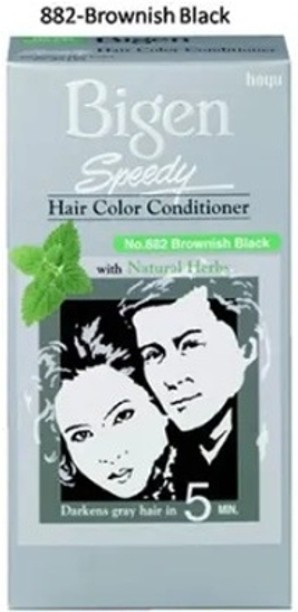 882-Brownish Black
hoyu
Bigen
Speedy
Hair Color Conditioner
No.882 Brownish Black
with Natural Herbs
Darkens gray hair in 5 MIN.